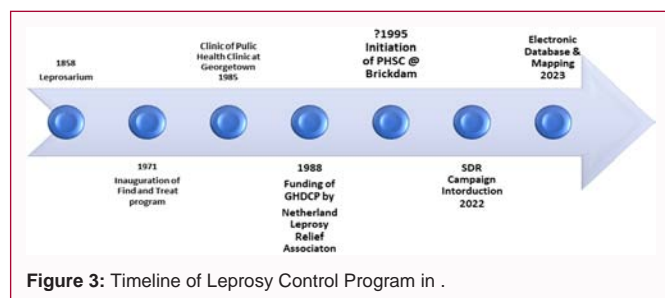 1858
Leprosarium
1971
Inauguration of
Find and Treat
program
Clinic of Pulic
Health Clinic at
Georgetown
1985
1988
Funding of
GHDCP by
Netherland
Leprosy
Relief
Associaton
?1995
Initiation
of PHSC @
Brickdam
SDR
Campaign
Intorduction
2022
Electronic
Database &
Mapping
2023
Figure 3: Timeline of Leprosy Control Program in .